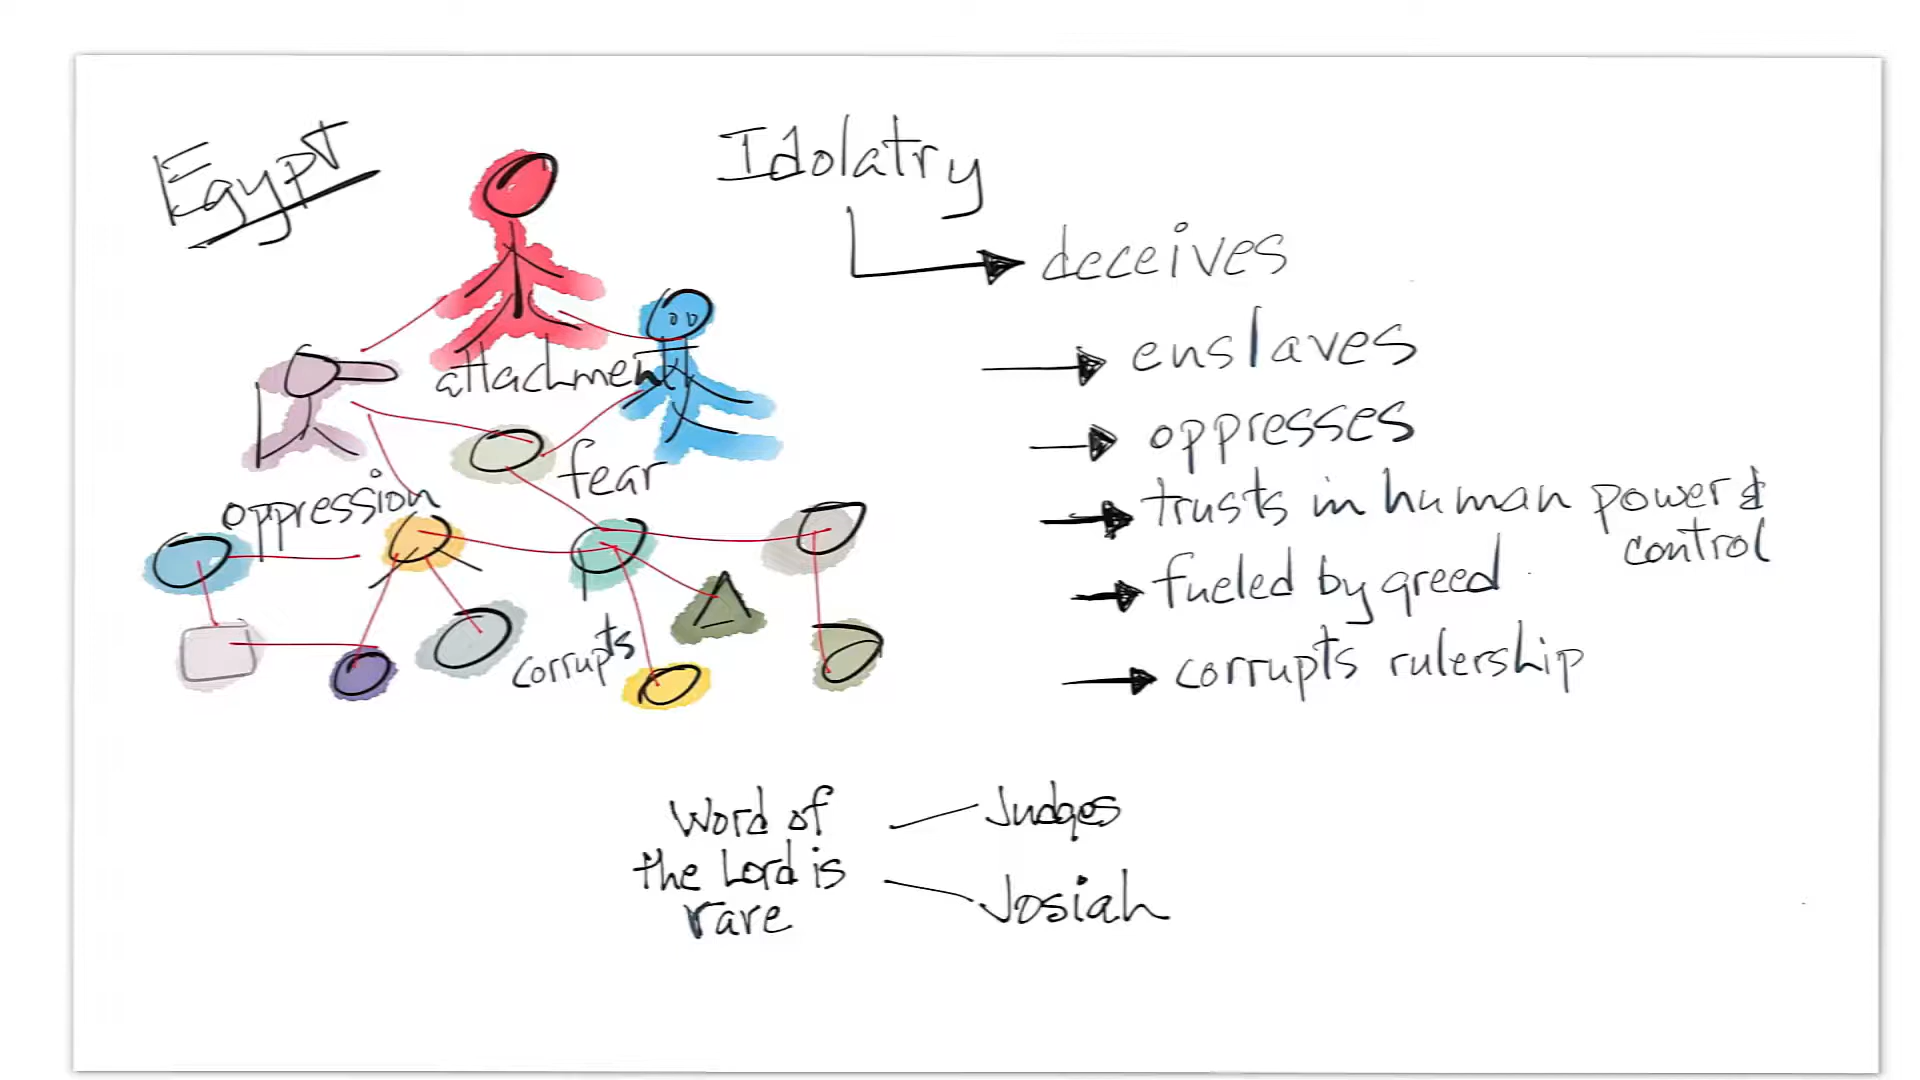 Egypt
attachment
fear
oppression
corrupts
Idolatry
deceives
enslaves
oppresses
trusts in human power &
control
fueled by greed
corrupts rulership
Word of
the Lord is
rare
Judges
Josiah